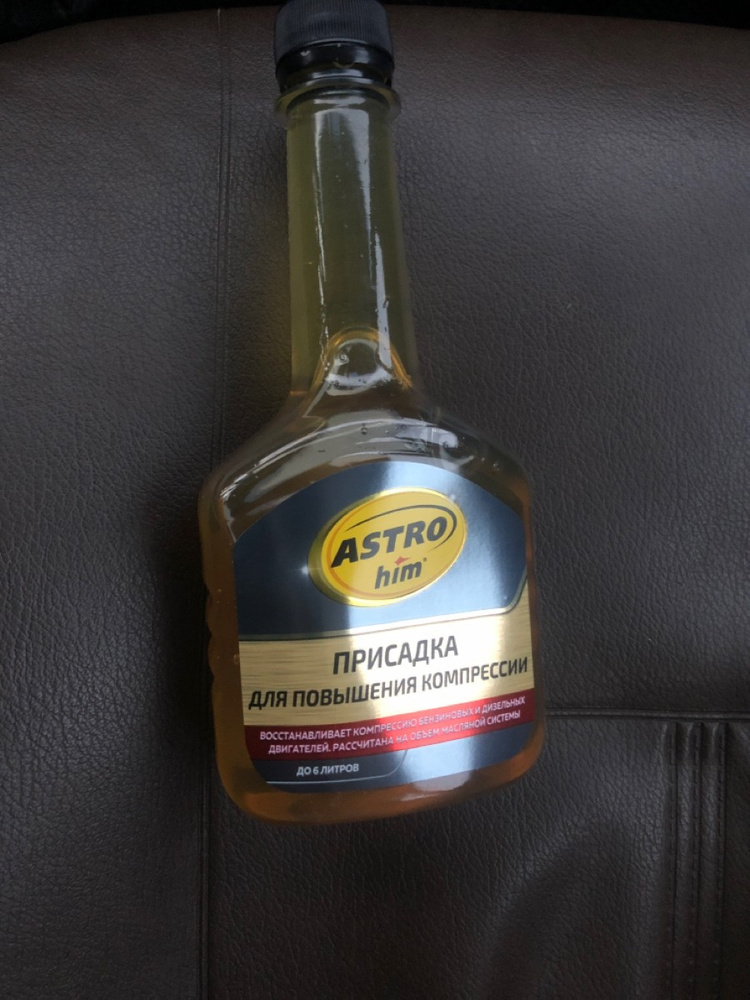 ASTRO
him®
ПРИСАДКА
ДЛЯ ПОВЫШЕНИЯ КОМПРЕССИИ
ВОССТАНАВЛИВАЕТ КОМПРЕССИЮ БЕНЗИНОВЫХ И ДИЗЕЛЬНЫХ
ДВИГАТЕЛЕЙ. РАССЧИТАНА НА ОБЪЕМ МАСЛЯНОЙ СИСТЕМЫ
ДО 6 ЛИТРОВ